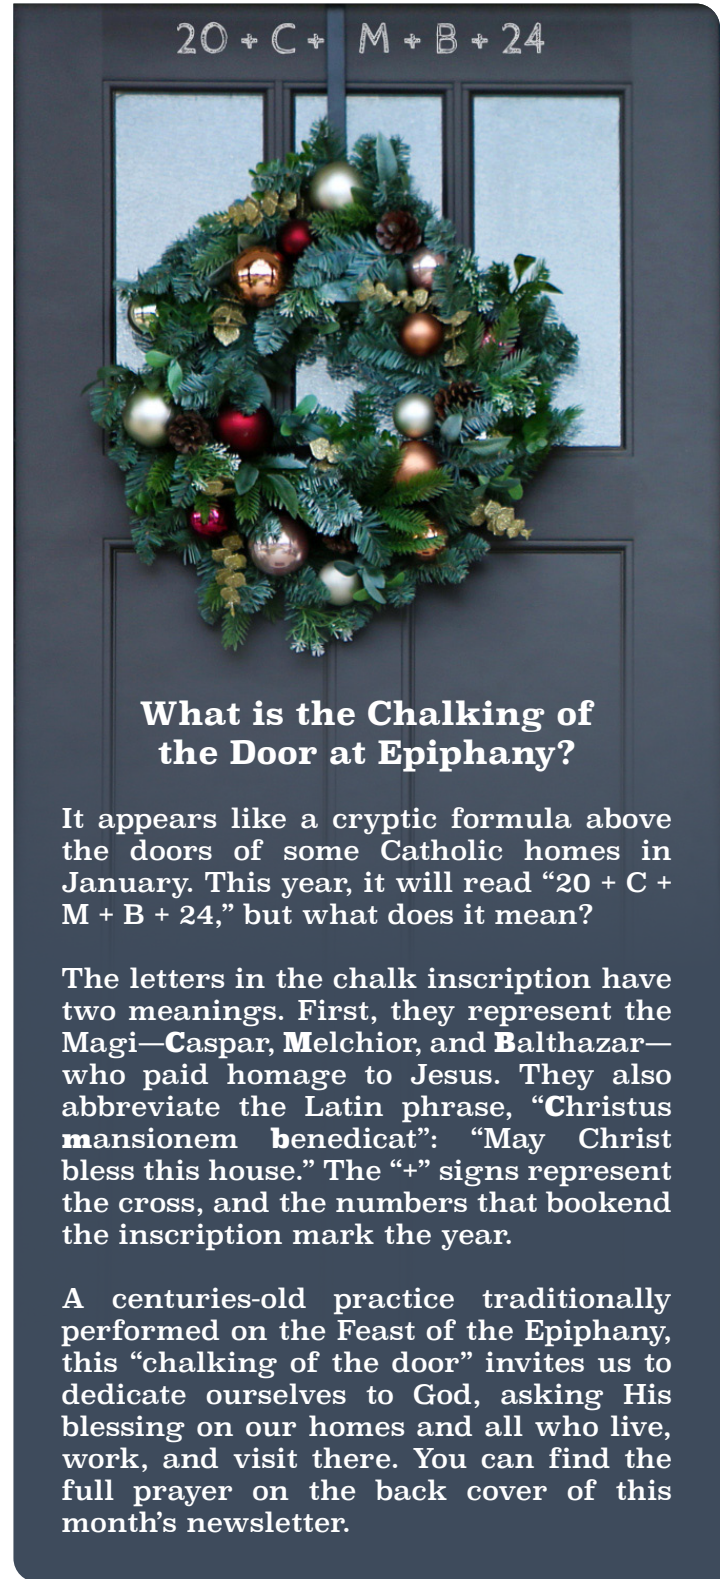 20 + C + M + B + 24
What is the Chalking of
the Door at Epiphany?
It appears like a cryptic formula above
the doors of some Catholic homes in
January. This year, it will read “20 + C +
M + B + 24,” but what does it mean?
The letters in the chalk inscription have
two meanings. First, they represent the
Magi—Caspar, Melchior, and Balthazar—
who paid homage to Jesus. They also
abbreviate the Latin phrase, “Christus
mansionem benedicat”: “May Christ
bless this house.” The “+” signs represent
the cross, and the numbers that bookend
the inscription mark the year.
A centuries-old practice traditionally
performed on the Feast of the Epiphany,
this “chalking of the door” invites us to
dedicate ourselves to God, asking His
blessing on our homes and all who live,
work, and visit there. You can find the
full prayer on the back cover of this
month’s newsletter.